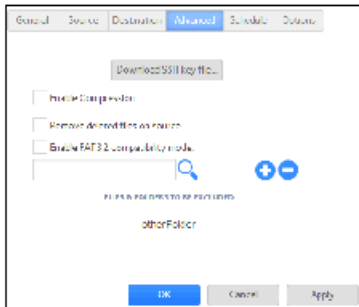 General Source Destination Advanced Schedule Options
Download SSH key file...
Enable Compression
Remove deleted files on source
Enable FAT32 compatibility mode.
FILES & FOLDERS TO BE EXCLUDED
otherFolder
OK Cancel Apply